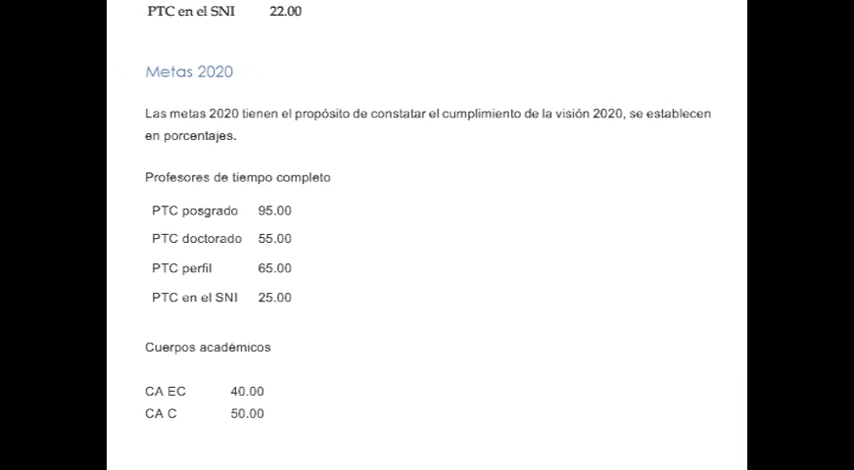 PTC en el SNI 22.00
Metas 2020
Las metas 2020 tienen el propósito de constatar el cumplimiento de la visión 2020, se establecen
en porcentajes.
Profesores de tiempo completo
PTC posgrado 95.00
PTC doctorado 55.00
PTC perfil 65.00
PTC en el SNI 25.00
Cuerpos académicos
CA EC 40.00
CA C 50.00